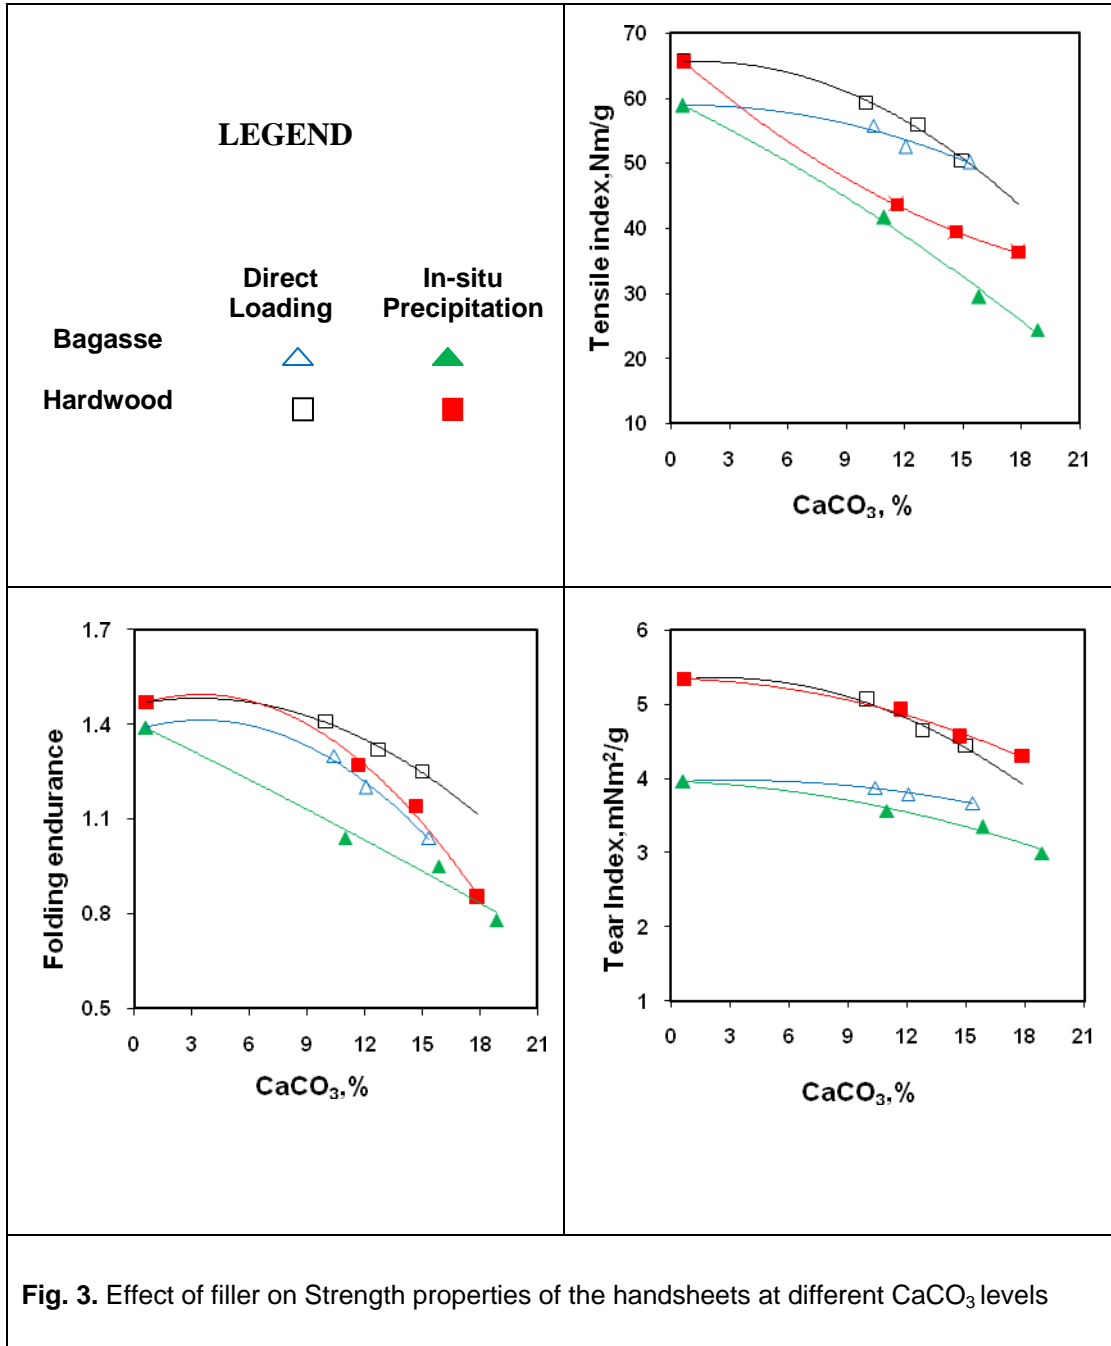 LEGEND
Direct Loading
In-situ Precipitation
Bagasse
Hardwood
Tensile index,Nm/g
70
60
50
40
30
20
10
0 3 6 9 12 15 18 21
CaCO₃, %
Folding endurance
1.7
1.4
1.1
0.8
0.5
0 3 6 9 12 15 18 21
CaCO₃,%
Tear Index,mNm²/g
6
5
4
3
2
1
0 3 6 9 12 15 18 21
CaCO₃,%
Fig. 3. Effect of filler on Strength properties of the handsheets at different CaCO₃ levels